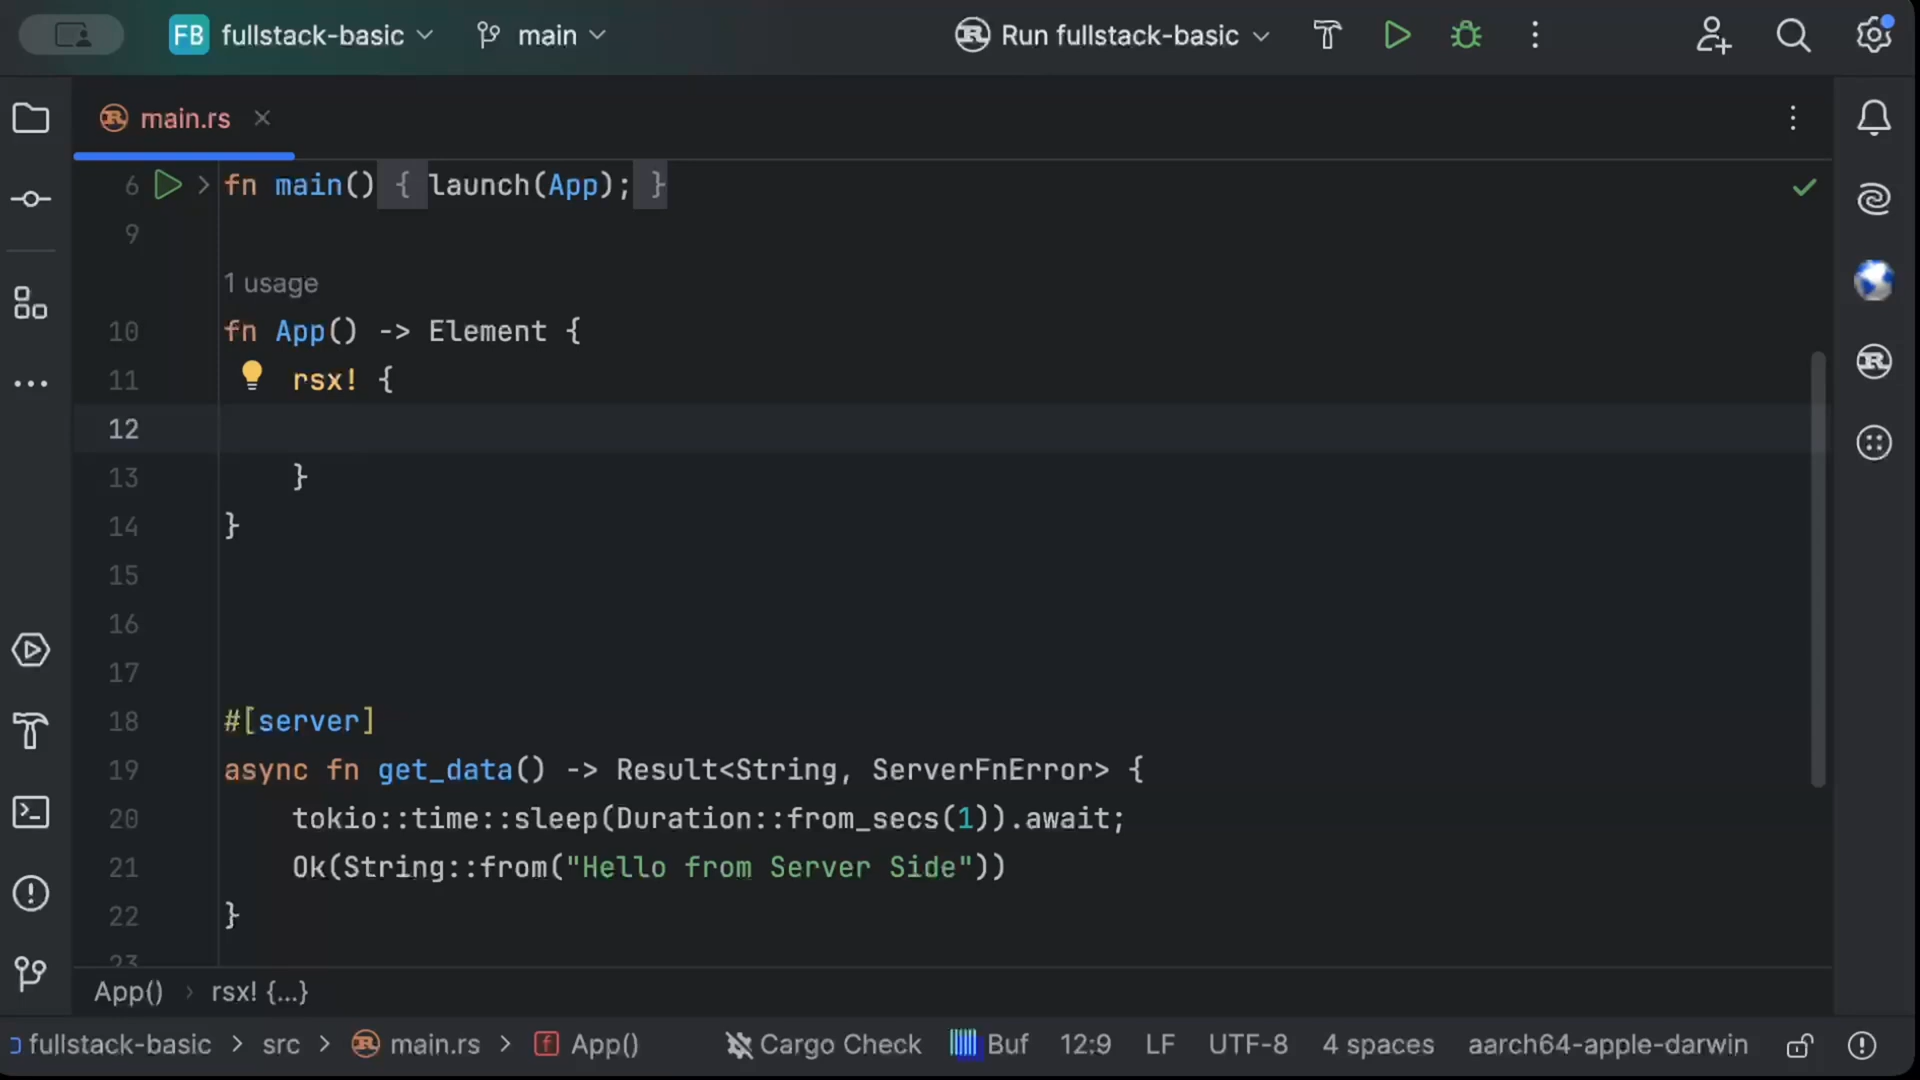 FB fullstack-basic main Run fullstack-basic
main.rs
6 fn main() { launch(App); }
9
1 usage
10 fn App() -> Element {
11 rsx! {
12
13 }
14 }
15
16
17
18 #[server]
19 async fn get_data() -> Result<String, ServerFnError> {
20 tokio::time::sleep(Duration::from_secs(1)).await;
21 Ok(String::from("Hello from Server Side"))
22 }
23
App() › rsx! {...}
fullstack-basic > src > main.rs > App() Cargo Check Buf 12:9 LF UTF-8 4 spaces aarch64-apple-darwin